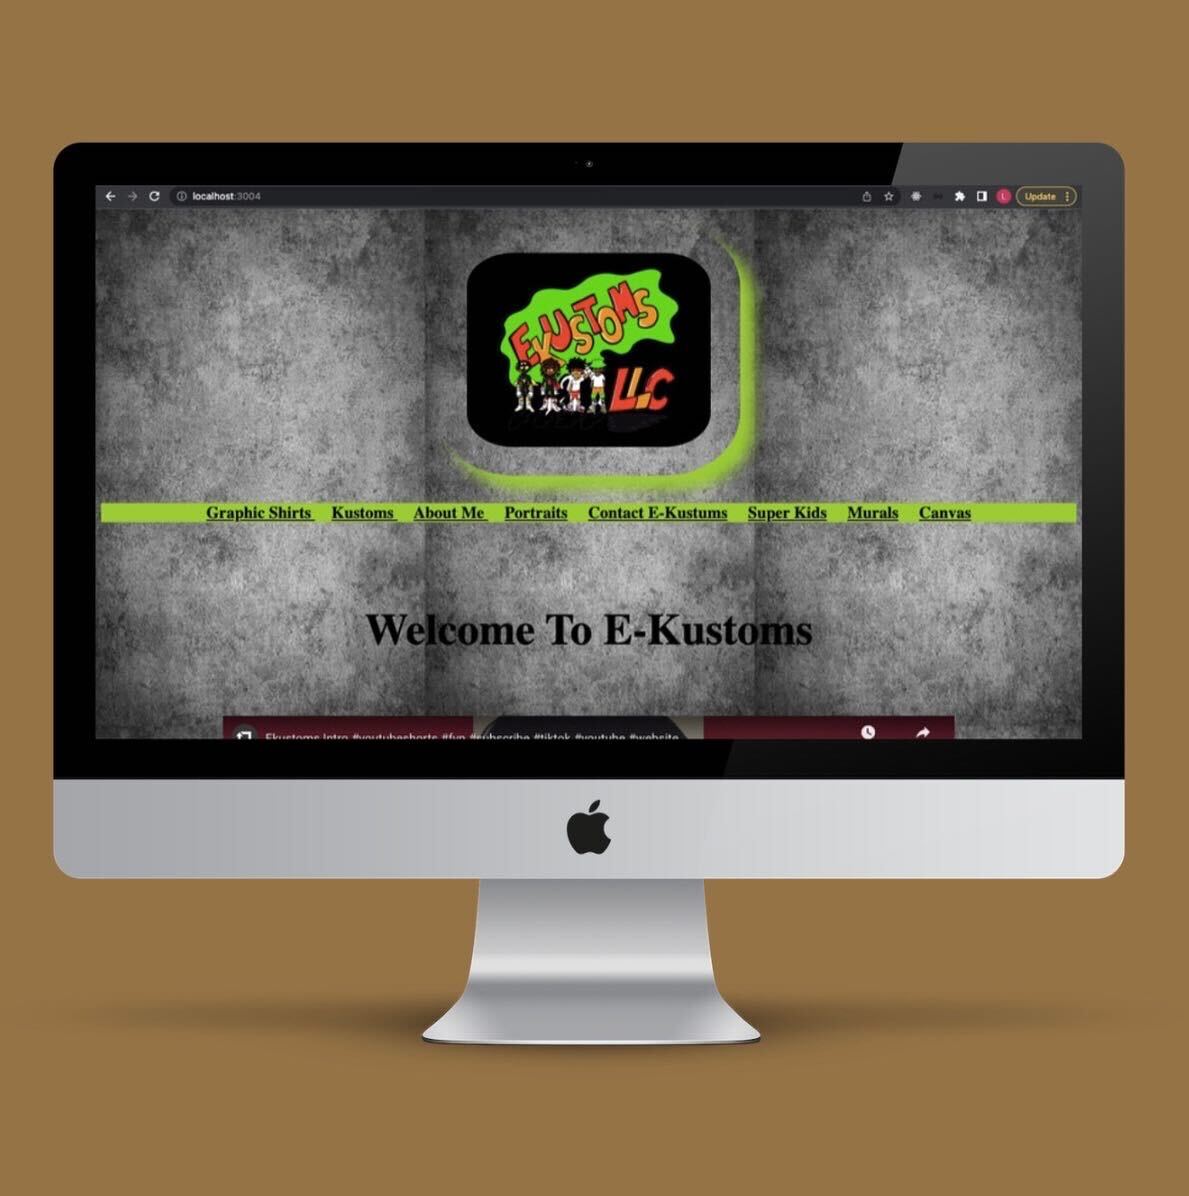 localhost:3004
Update
L
EKUSTOMS
LLC
Graphic Shirts Kustoms About Me Portraits Contact E-Kustums Super Kids Murals Canvas
Welcome To E-Kustoms
Ekustoms Intro #youtubeshorts #fyp #subscribe #tiktok #youtube #website